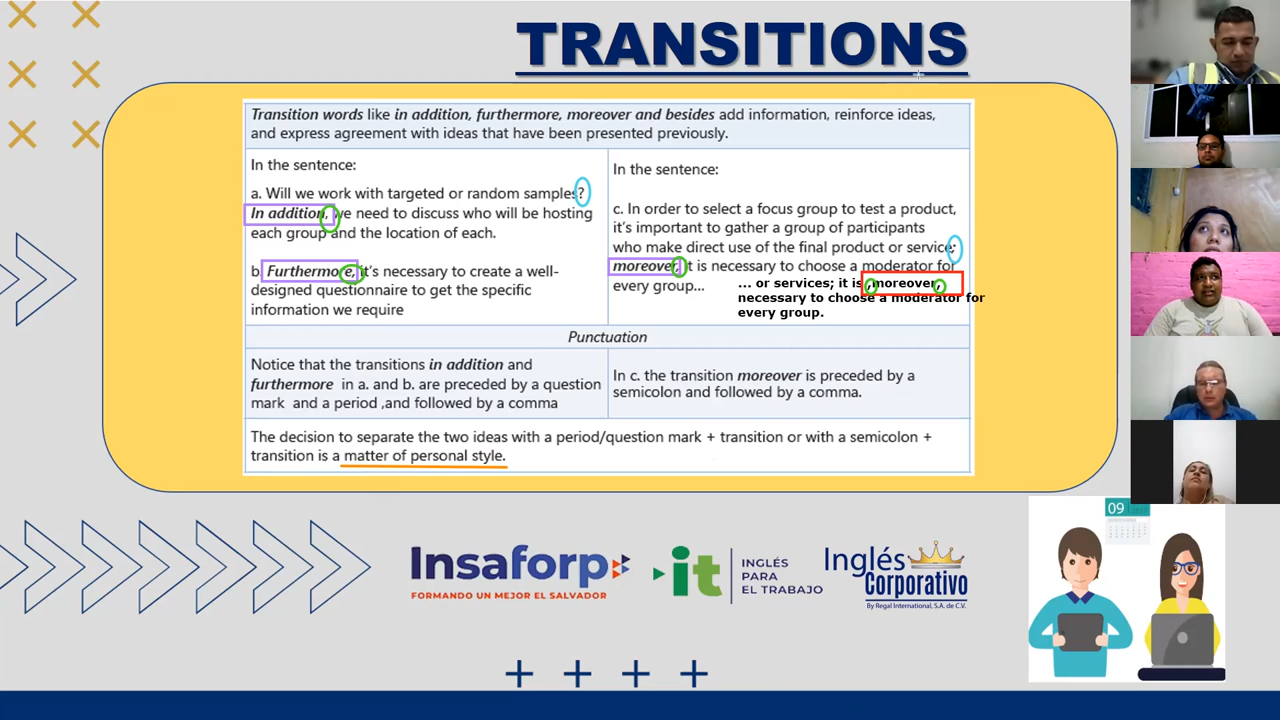 TRANSITIONS
Transition words like in addition, furthermore, moreover and besides add information, reinforce ideas,
and express agreement with ideas that have been presented previously.
In the sentence:
a. Will we work with targeted or random samples?
In addition, we need to discuss who will be hosting
each group and the location of each.
b. Furthermore, it's necessary to create a well-
designed questionnaire to get the specific
information we require
In the sentence:
c. In order to select a focus group to test a product,
it's important to gather a group of participants
who make direct use of the final product or service;
moreover, it is necessary to choose a moderator for
every group...
... or services; it is ,moreover,
necessary to choose a moderator for
every group.
Punctuation
Notice that the transitions in addition and
furthermore in a. and b. are preceded by a question
mark and a period ,and followed by a comma
In c. the transition moreover is preceded by a
semicolon and followed by a comma.
The decision to separate the two ideas with a period/question mark + transition or with a semicolon +
transition is a matter of personal style.
Insaforp
FORMANDO UN MEJOR EL SALVADOR
it
INGLÉS
PARA
EL TRABAJO
Inglés
Corporativo
By Regal International, S.A. de C.V.
09